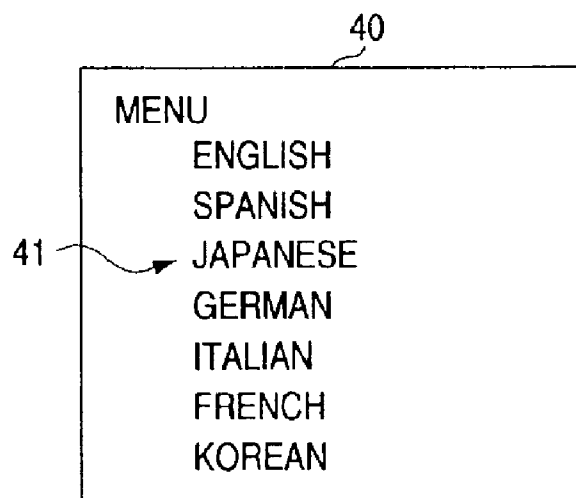 40
MENU
ENGLISH
SPANISH
41 JAPANESE
GERMAN
ITALIAN
FRENCH
KOREAN